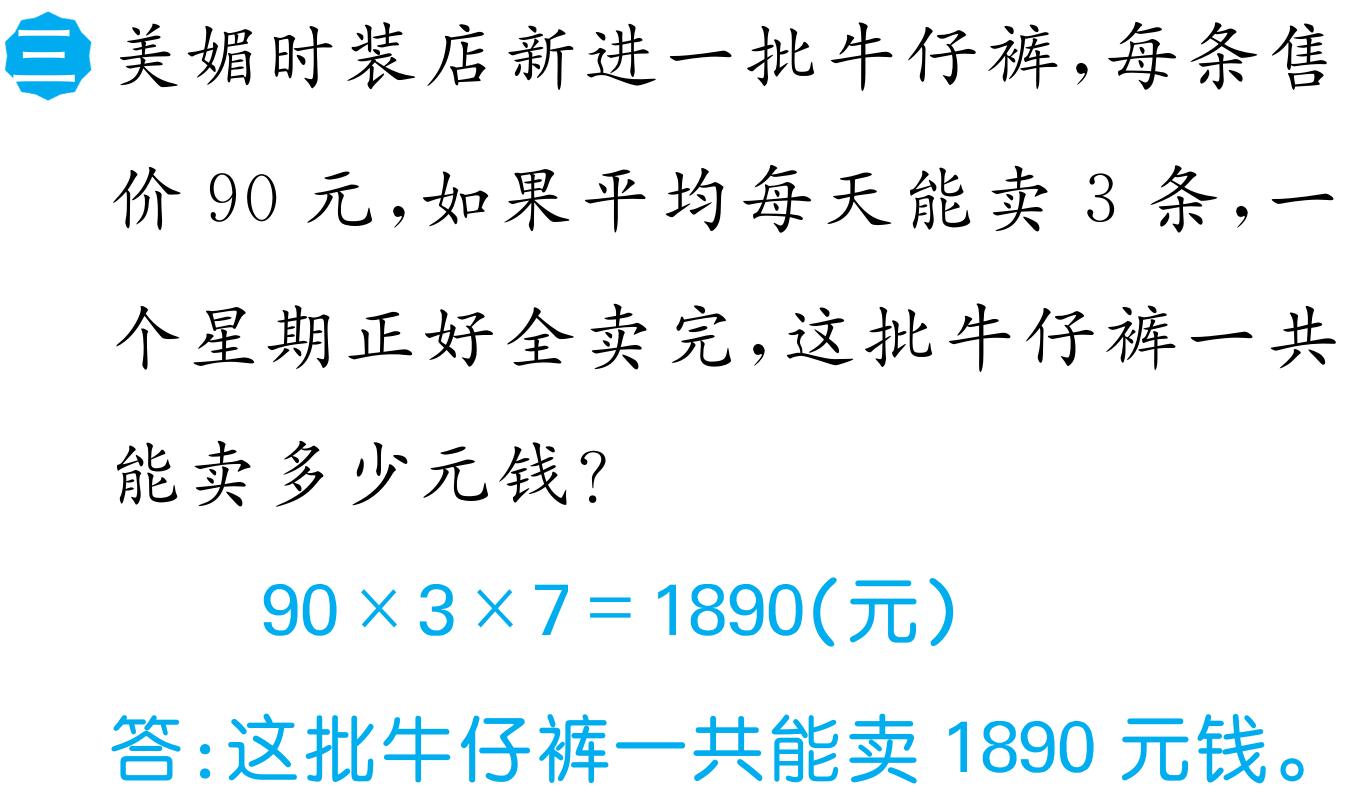 三 美媚时装店新进一批牛仔裤,每条售
价 90 元,如果平均每天能卖 3 条,一
个星期正好全卖完,这批牛仔裤一共
能卖多少元钱?
90×3×7=1890(元)
答:这批牛仔裤一共能卖 1890 元钱。